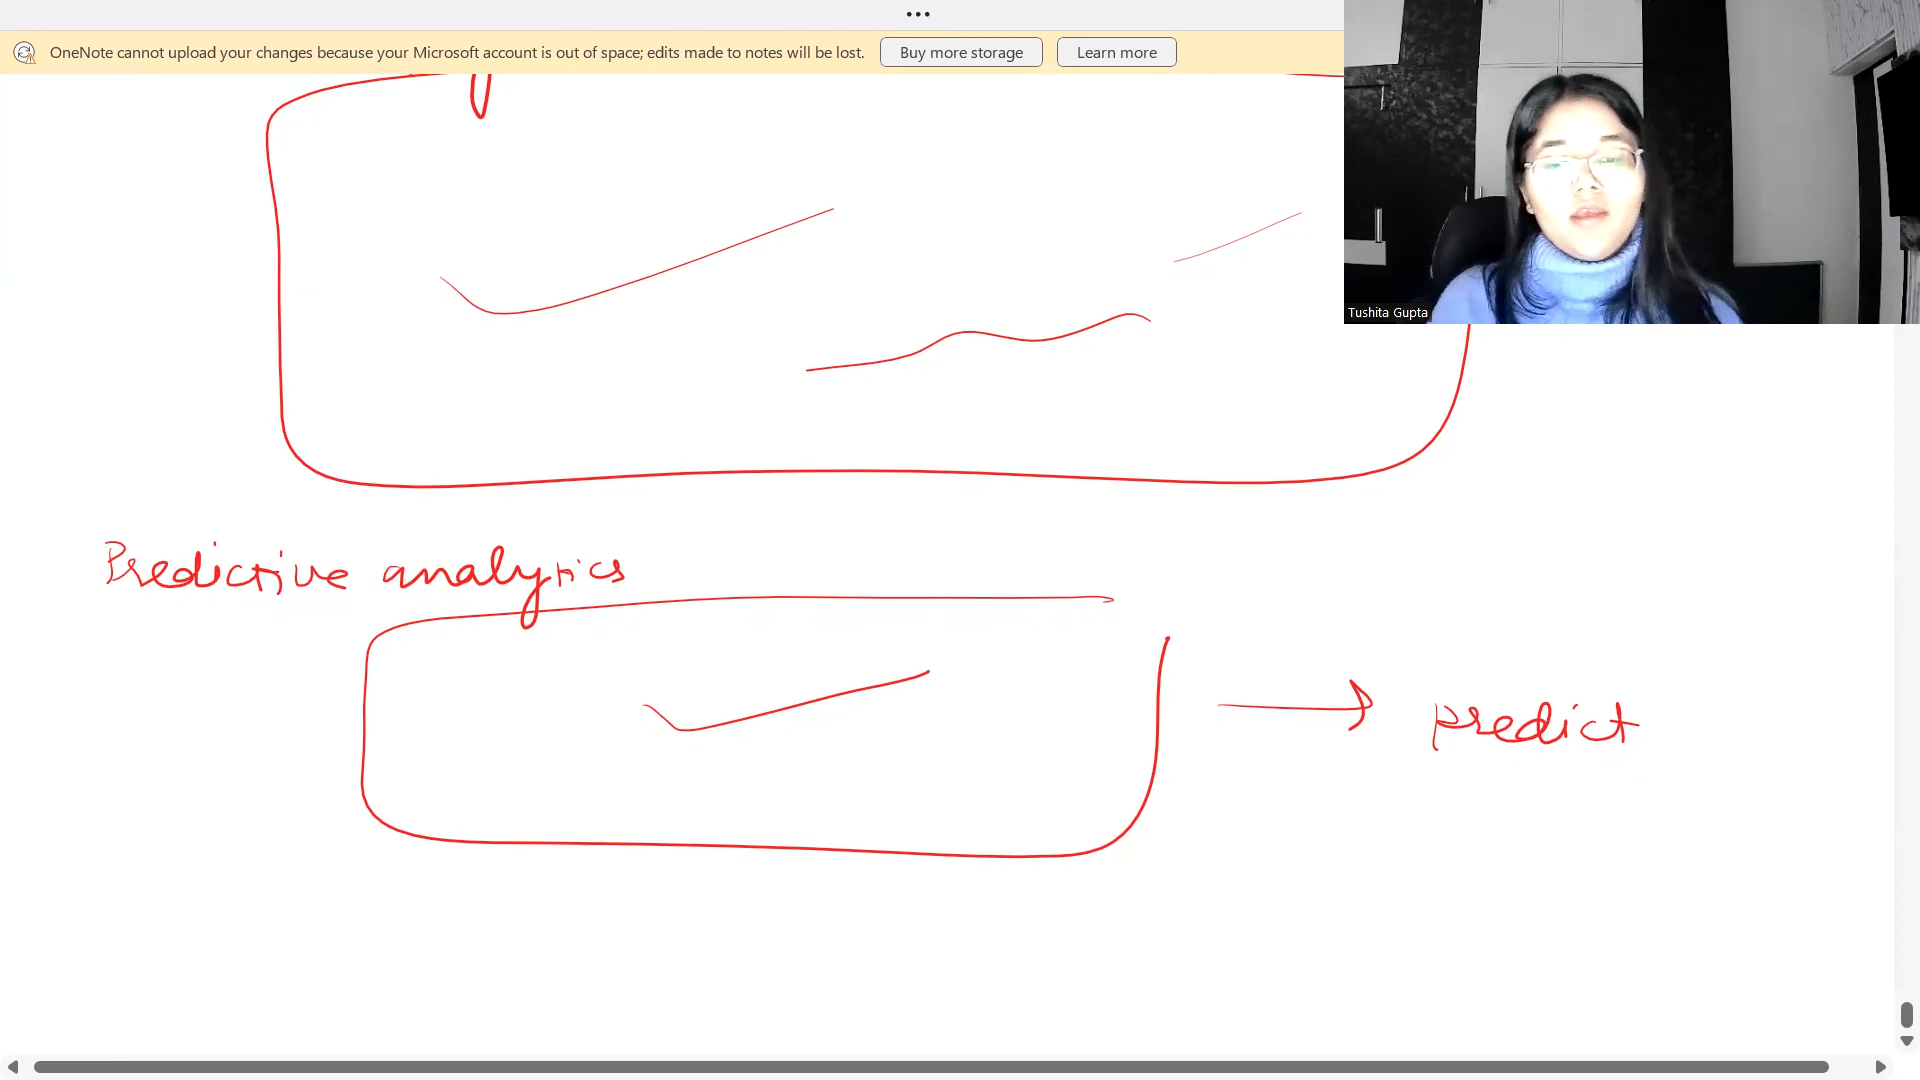 OneNote cannot upload your changes because your Microsoft account is out of space; edits made to notes will be lost. Buy more storage Learn more
Tushita Gupta
Predictive analytics
predict